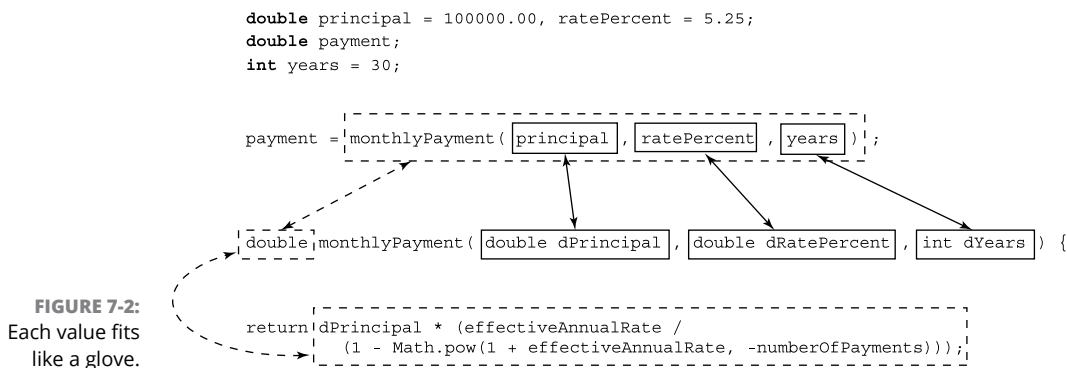 double principal = 100000.00, ratePercent = 5.25;
double payment;
int years = 30;
payment = monthlyPayment( principal , ratePercent , years ) ;
double monthlyPayment( double dPrincipal , double dRatePercent , int dYears ) {
return dPrincipal * (effectiveAnnualRate /
(1 - Math.pow(1 + effectiveAnnualRate, -numberOfPayments)));
FIGURE 7-2:
Each value fits
like a glove.